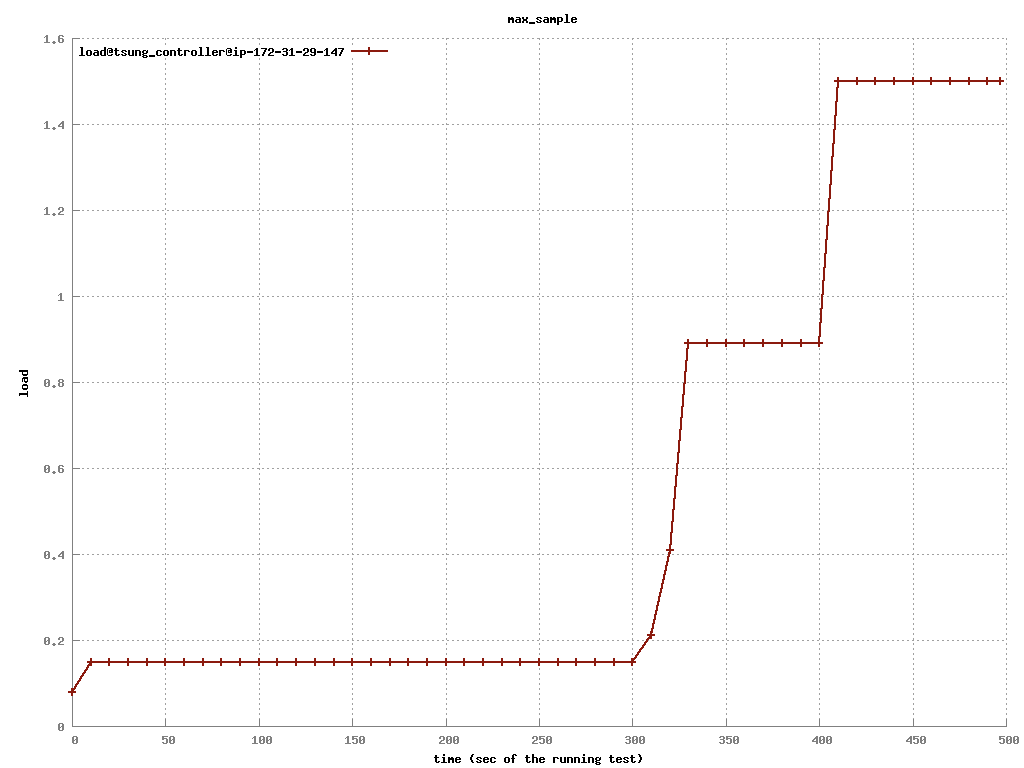 max_sample
load@tsung_controller@ip-172-31-29-147
1.6
1.4
1.2
1
0.8
0.6
0.4
0.2
0
load
0 50 100 150 200 250 300 350 400 450 500
time (sec of the running test)